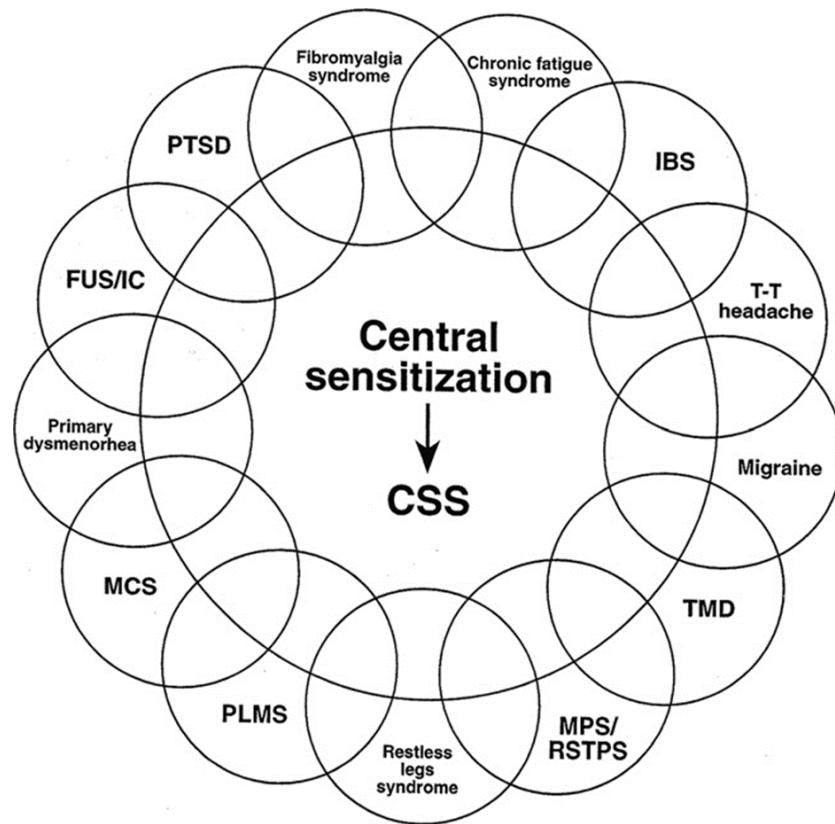 Fibromyalgia
syndrome
Chronic fatigue
syndrome
PTSD
IBS
FUS/IC
T-T
headache
Central
sensitization
CSS
Primary
dysmenorhea
Migraine
MCS
TMD
PLMS
MPS/
RSTPS
Restless
legs
syndrome